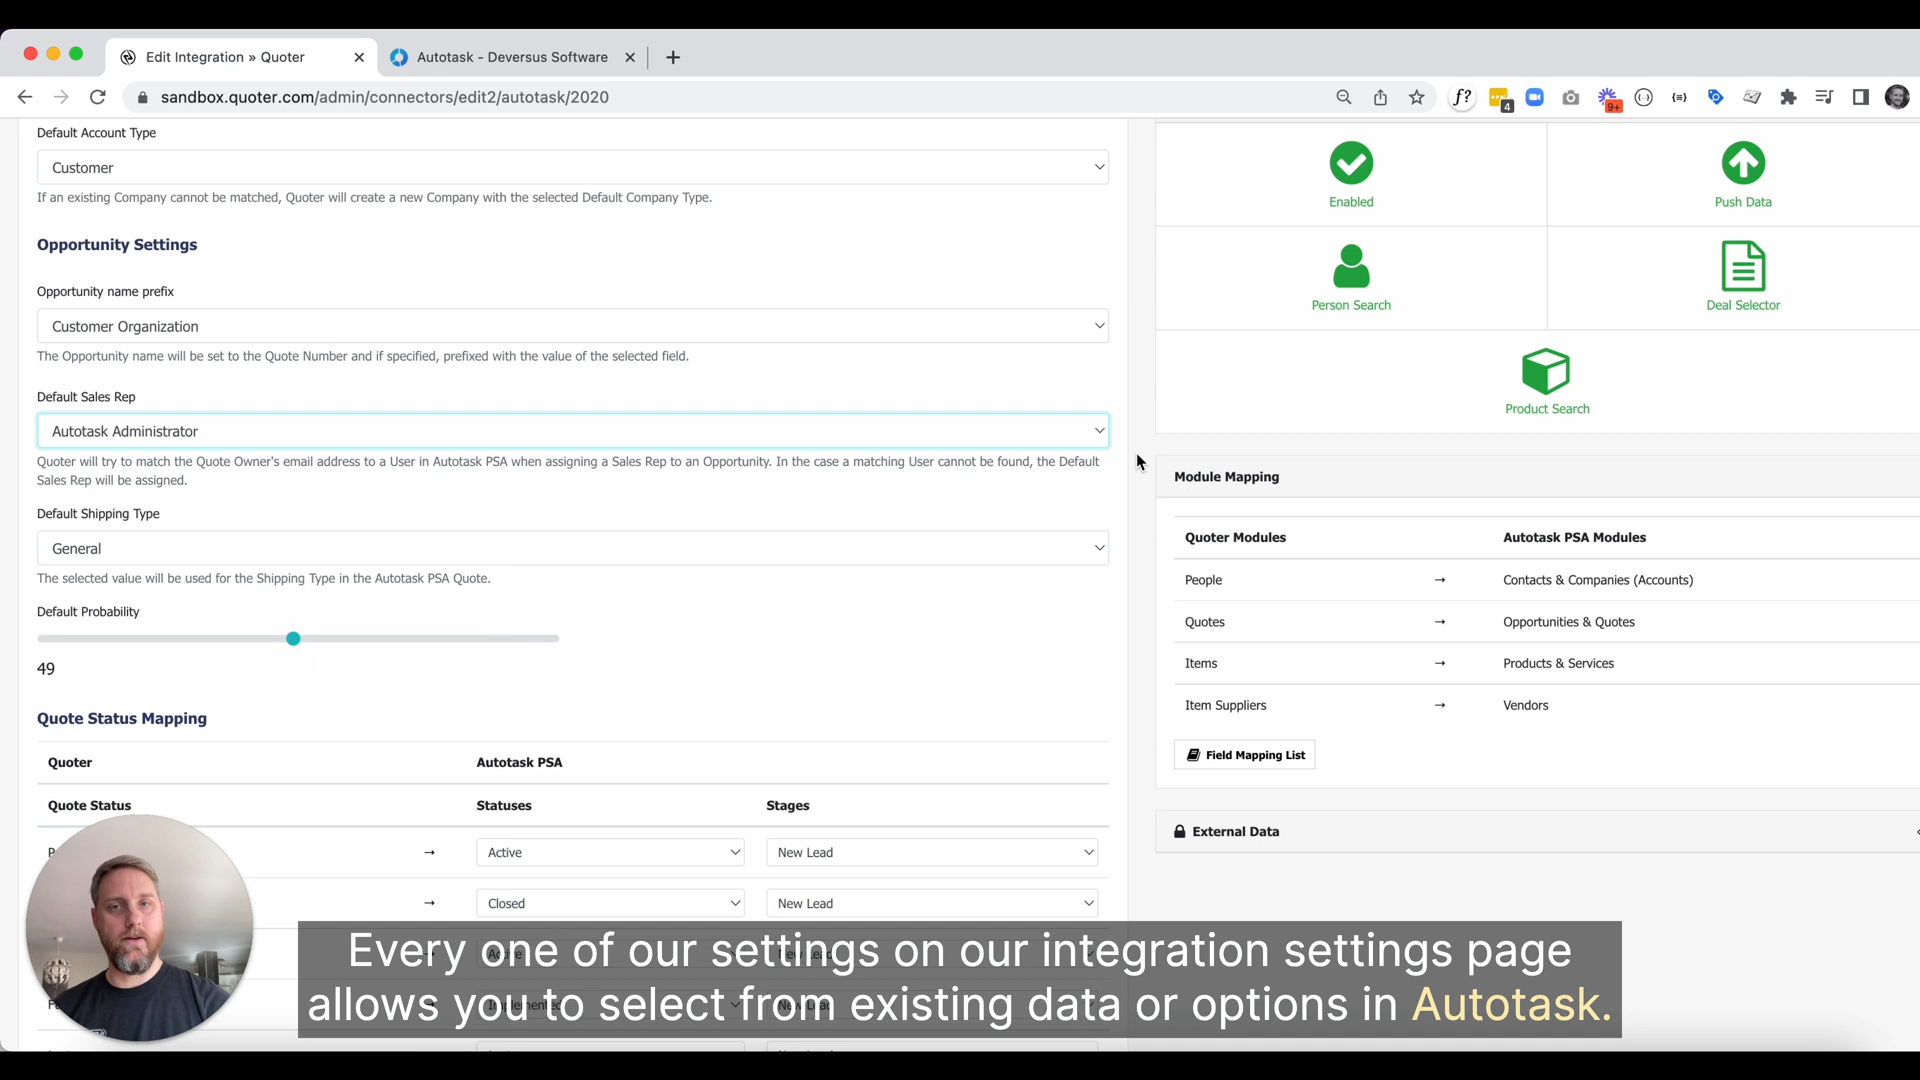 Edit Integration » Quoter
Autotask - Deversus Software
sandbox.quoter.com/admin/connectors/edit2/autotask/2020
f?
4
9+
Default Account Type
Customer
If an existing Company cannot be matched, Quoter will create a new Company with the selected Default Company Type.
Opportunity Settings
Opportunity name prefix
Customer Organization
The Opportunity name will be set to the Quote Number and if specified, prefixed with the value of the selected field.
Default Sales Rep
Autotask Administrator
Quoter will try to match the Quote Owner's email address to a User in Autotask PSA when assigning a Sales Rep to an Opportunity. In the case a matching User cannot be found, the Default
Sales Rep will be assigned.
Default Shipping Type
General
The selected value will be used for the Shipping Type in the Autotask PSA Quote.
Default Probability
49
Quote Status Mapping
Quoter Autotask PSA
Quote Status Statuses Stages
→ Active New Lead
→ Closed New Lead
Enabled
Push Data
Person Search
Deal Selector
Product Search
Module Mapping
Quoter Modules Autotask PSA Modules
People → Contacts & Companies (Accounts)
Quotes → Opportunities & Quotes
Items → Products & Services
Item Suppliers → Vendors
Field Mapping List
External Data
Every one of our settings on our integration settings page
allows you to select from existing data or options in Autotask.